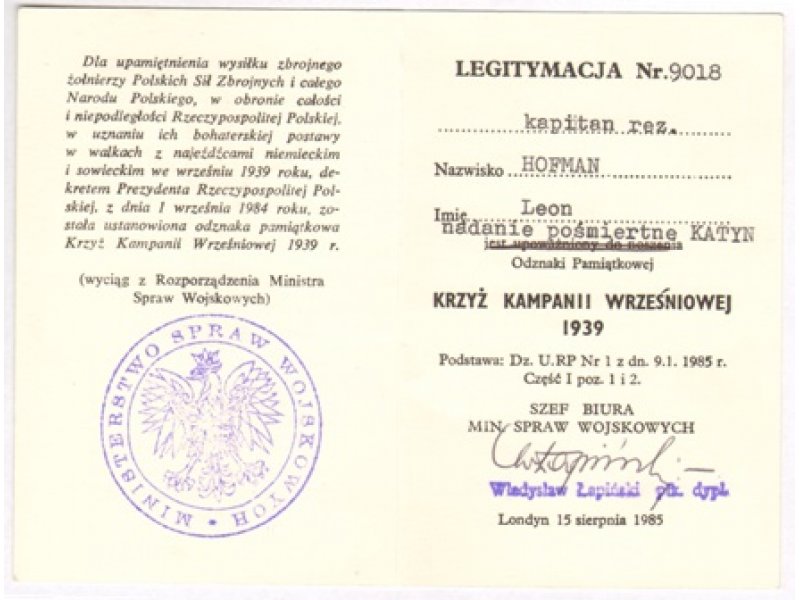 Dla upamiętnienia wysiłku zbrojnego
żołnierzy Polskich Sił Zbrojnych i całego
Narodu Polskiego, w obronie całości
i niepodległości Rzeczypospolitej Polskiej,
w uznaniu ich bohaterskiej postawy
w walkach z najeźdźcami niemieckim
i sowieckim we wrześniu 1939 roku, de-
kretem Prezydenta Rzeczypospolitej Pol-
skiej, z dnia 1 września 1984 roku, zo-
stała ustanowiona odznaka pamiątkowa
Krzyż Kampanii Wrześniowej 1939 r.
(wyciąg z Rozporządzenia Ministra
Spraw Wojskowych)
MINISTERSTWO SPRAW WOJSKOWYCH
LEGITYMACJA Nr.9018
kapitan rez.
Nazwisko HOFMAN
Imię Leon
nadanie pośmiertne KATYN
jest upoważniony do noszenia
Odznaki Pamiątkowej
KRZYŻ KAMPANII WRZEŚNIOWEJ
1939
Podstawa: Dz. U.RP Nr 1 z dn. 9.1. 1985 r.
Część I poz. 1 i 2.
SZEF BIURA
MIN. SPRAW WOJSKOWYCH
Władysław Łapiński płk. dypl.
Londyn 15 sierpnia 1985